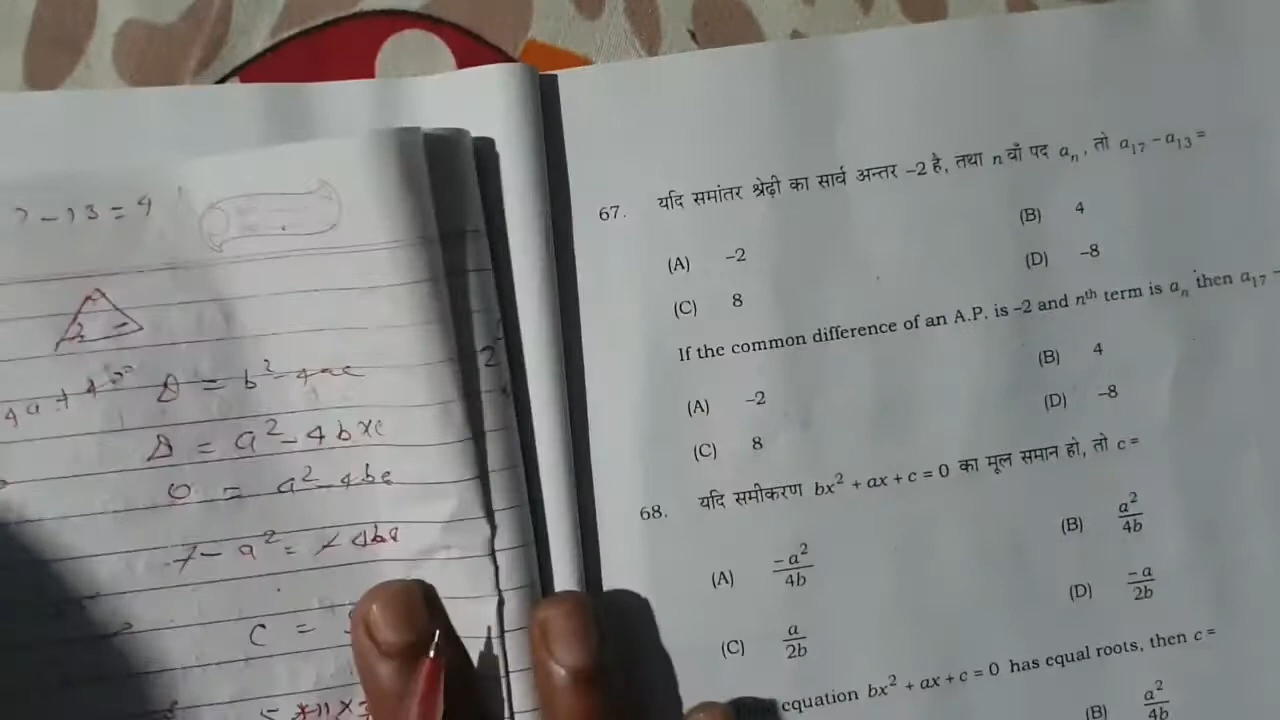 7 - 13 = 4
Δ = b² - 4ac
Δ = a² - 4b×c
0 = a² - 4bc
- a² = - 4bc
c =
67. यदि समांतर श्रेढ़ी का सार्व अन्तर -2 है, तथा n वाँ पद aₙ, तो a₁₇ - a₁₃ =
(A) -2 (B) 4
(C) 8 (D) -8
If the common difference of an A.P. is -2 and nᵗʰ term is aₙ then a₁₇ -
(A) -2 (B) 4
(C) 8 (D) -8
68. यदि समीकरण bx² + ax + c = 0 का मूल समान हो, तो c =
(A) -a²/4b (B) a²/4b
(C) a/2b (D) -a/2b
equation bx² + ax + c = 0 has equal roots, then c =
(B) a²/4b